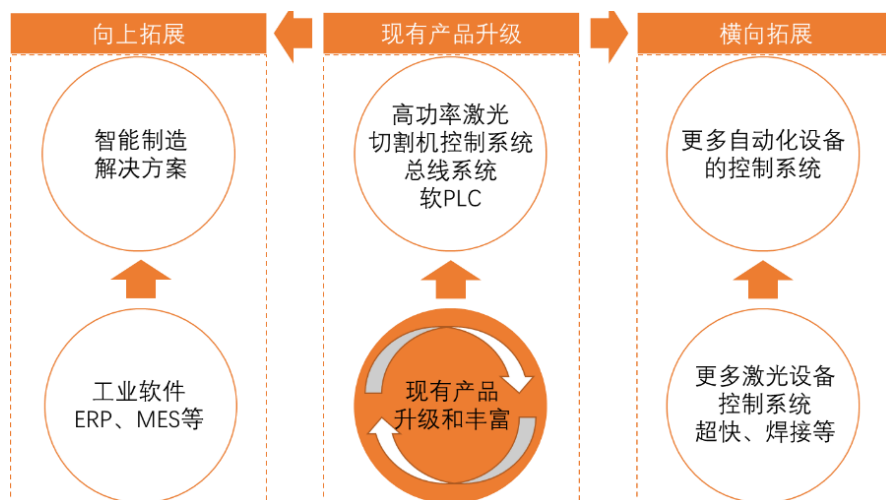 向上拓展
现有产品升级
横向拓展
智能制造
解决方案
高功率激光
切割机控制系统
总线系统
软PLC
更多自动化设备
的控制系统
工业软件
ERP、MES等
现有产品
升级和丰富
更多激光设备
控制系统
超快、焊接等